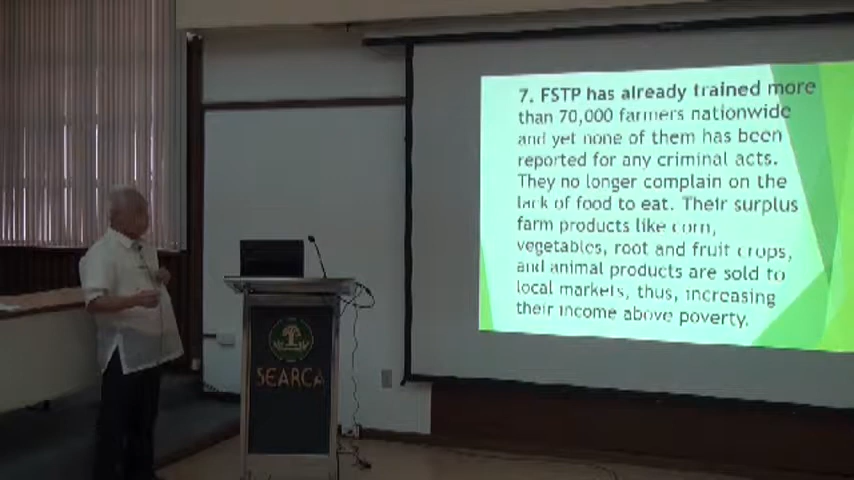 7. FSTP has already trained more
than 70,000 farmers nationwide
and yet none of them has been
reported for any criminal acts.
They no longer complain on the
lack of food to eat. Their surplus
farm products like corn,
vegetables, root and fruit crops,
and animal products are sold to
local markets, thus, increasing
their income above poverty.
SEARCA